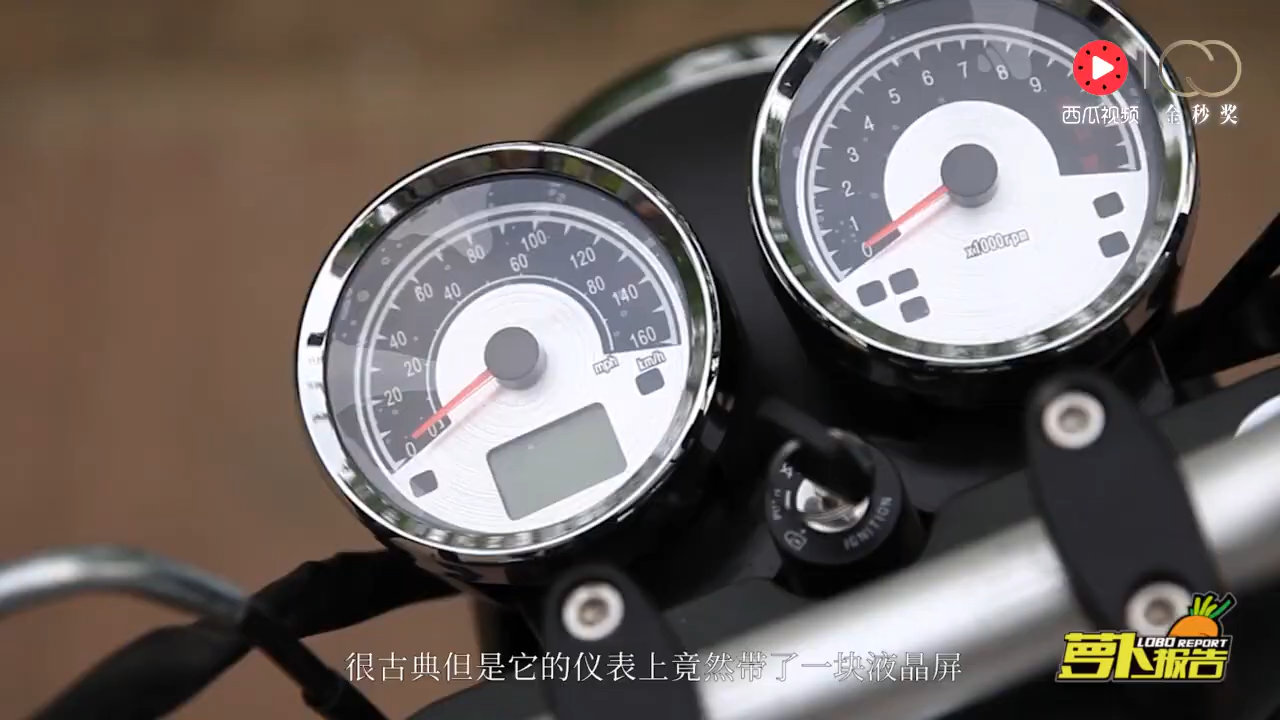 西瓜视频
金秒奖
0 1 2 3 4 5 6 7 8 9
x1000rpm
0 20 40 60 80 100 120 140 160
km/h
0 20 40 60 80
mph
IGNITION
很古典但是它的仪表上竟然带了一块液晶屏
LOBO REPORT
萝卜报告